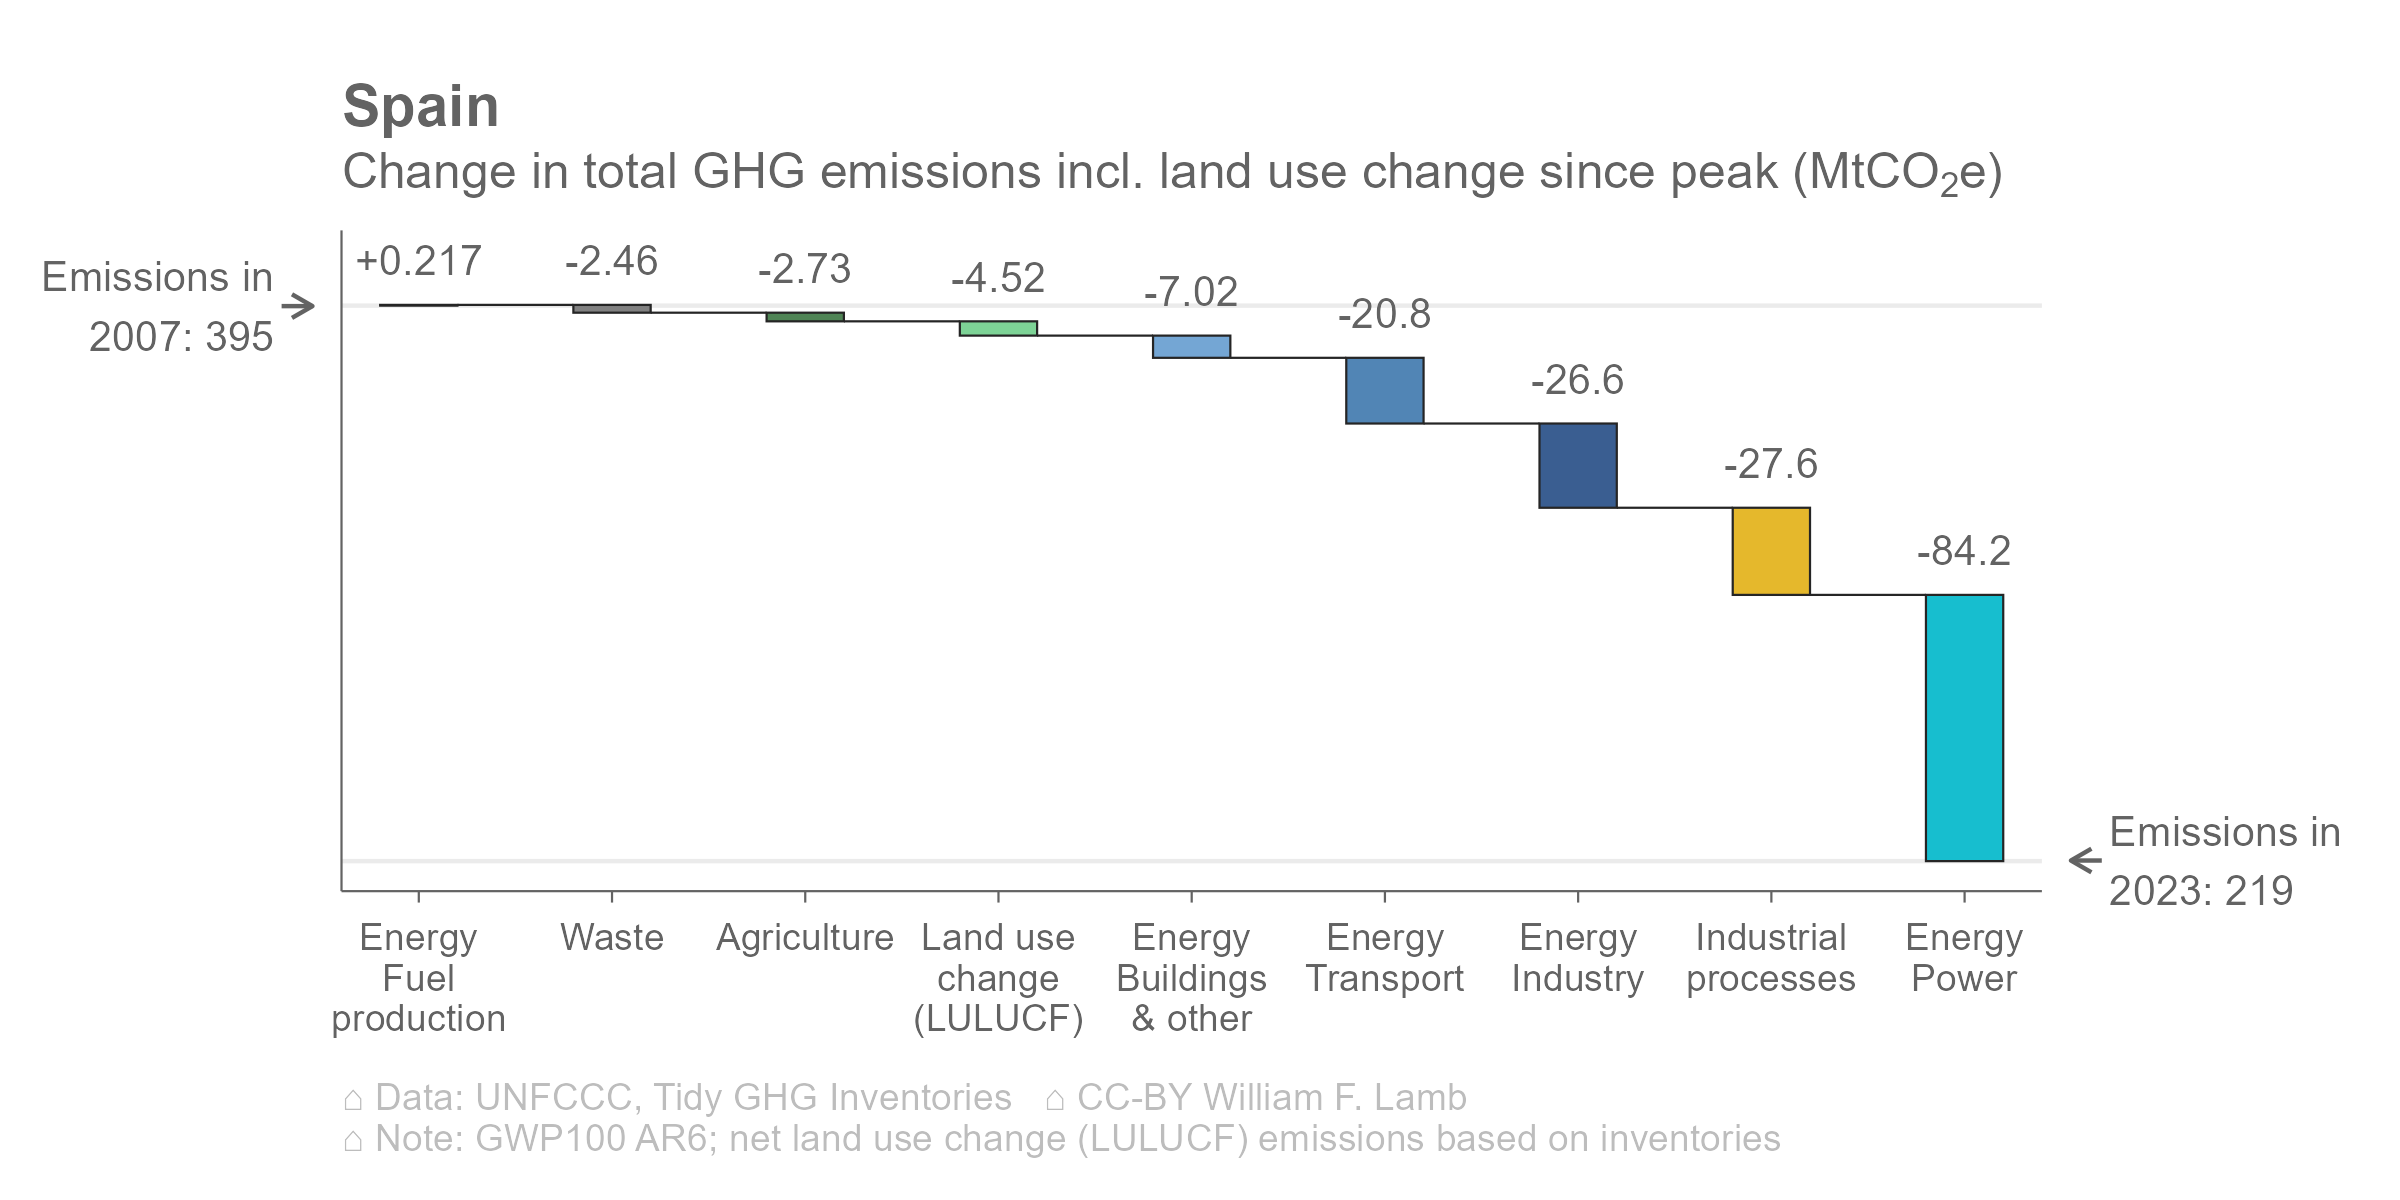 Spain
Change in total GHG emissions incl. land use change since peak (MtCO₂e)
Emissions in
2007: 395
+0.217
-2.46
-2.73
-4.52
-7.02
-20.8
-26.6
-27.6
-84.2
Emissions in
2023: 219
Energy
Fuel
production
Waste
Agriculture
Land use
change
(LULUCF)
Energy
Buildings
& other
Energy
Transport
Energy
Industry
Industrial
processes
Energy
Power
⌂ Data: UNFCCC, Tidy GHG Inventories ⌂ CC-BY William F. Lamb
⌂ Note: GWP100 AR6; net land use change (LULUCF) emissions based on inventories